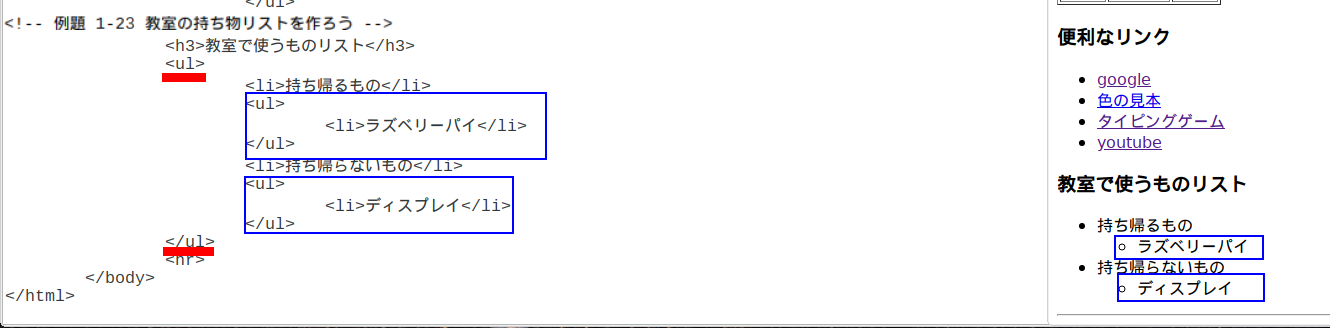 </ul>
<!-- 例題 1-23 教室の持ち物リストを作ろう -->
<h3>教室で使うものリスト</h3>
<ul>
<li>持ち帰るもの</li>
<ul>
<li>ラズベリーパイ</li>
</ul>
<li>持ち帰らないもの</li>
<ul>
<li>ディスプレイ</li>
</ul>
</ul>
<hr>
</body>
</html>
便利なリンク
google
色の見本
タイピングゲーム
youtube
教室で使うものリスト
持ち帰るもの
ラズベリーパイ
持ち帰らないもの
ディスプレイ